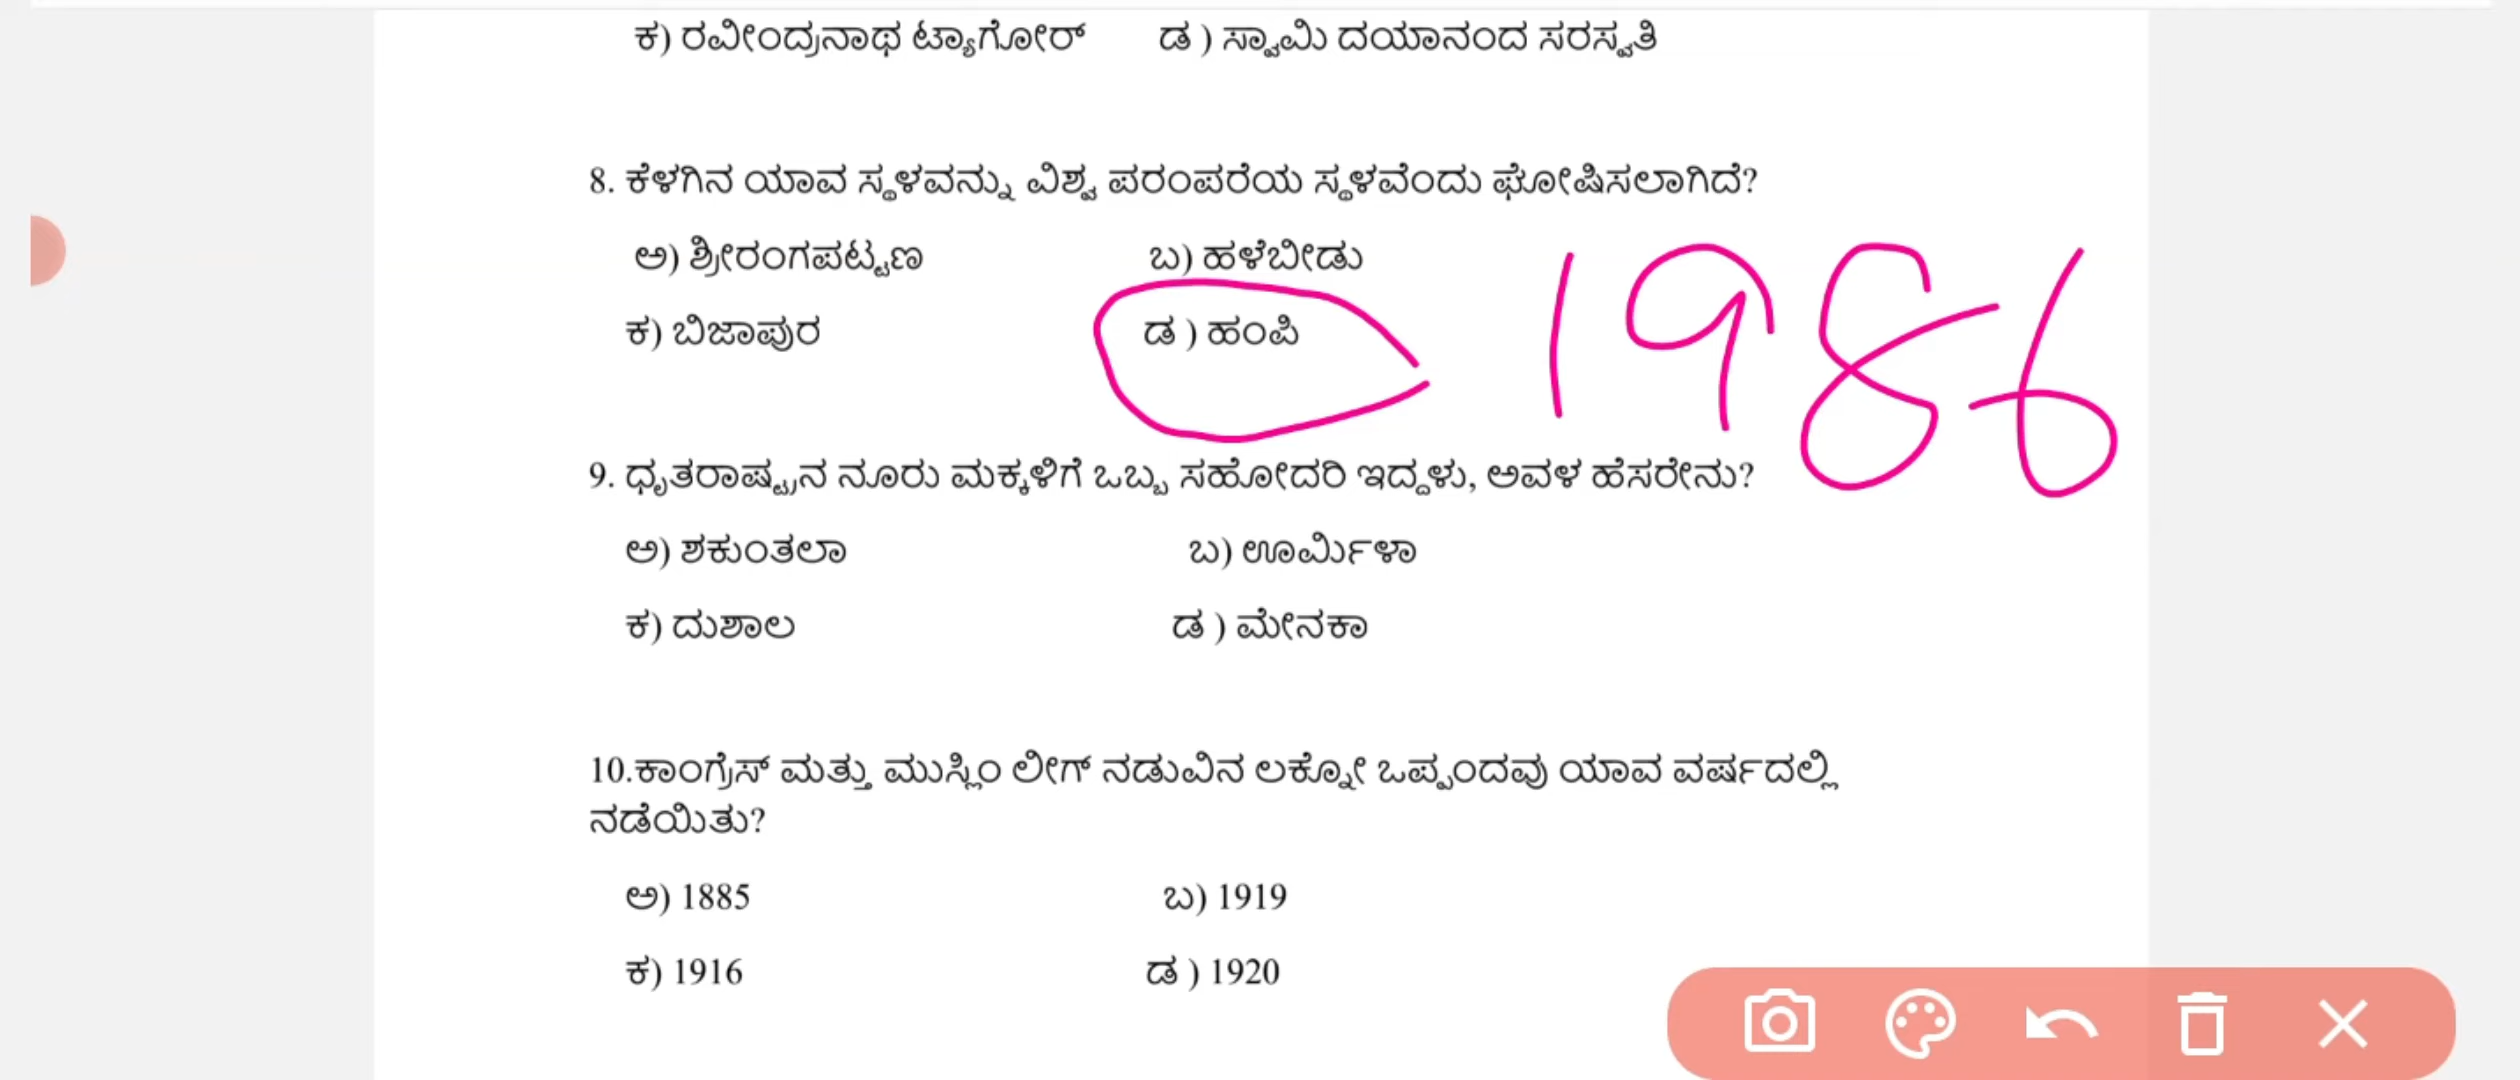 ಕ) ರವೀಂದ್ರನಾಥ ಟ್ಯಾಗೋರ್ ಡ ) ಸ್ವಾಮಿ ದಯಾನಂದ ಸರಸ್ವತಿ
8. ಕೆಳಗಿನ ಯಾವ ಸ್ಥಳವನ್ನು ವಿಶ್ವ ಪರಂಪರೆಯ ಸ್ಥಳವೆಂದು ಘೋಷಿಸಲಾಗಿದೆ?
ಅ) ಶ್ರೀರಂಗಪಟ್ಟಣ ಬ) ಹಳೆಬೀಡು
ಕ) ಬಿಜಾಪುರ ಡ ) ಹಂಪಿ 1986
9. ಧೃತರಾಷ್ಟ್ರನ ನೂರು ಮಕ್ಕಳಿಗೆ ಒಬ್ಬ ಸಹೋದರಿ ಇದ್ದಳು, ಅವಳ ಹೆಸರೇನು?
ಅ) ಶಕುಂತಲಾ ಬ) ಊರ್ಮಿಳಾ
ಕ) ದುಶಾಲ ಡ ) ಮೇನಕಾ
10.ಕಾಂಗ್ರೆಸ್ ಮತ್ತು ಮುಸ್ಲಿಂ ಲೀಗ್ ನಡುವಿನ ಲಕ್ನೋ ಒಪ್ಪಂದವು ಯಾವ ವರ್ಷದಲ್ಲಿ
ನಡೆಯಿತು?
ಅ) 1885 ಬ) 1919
ಕ) 1916 ಡ ) 1920